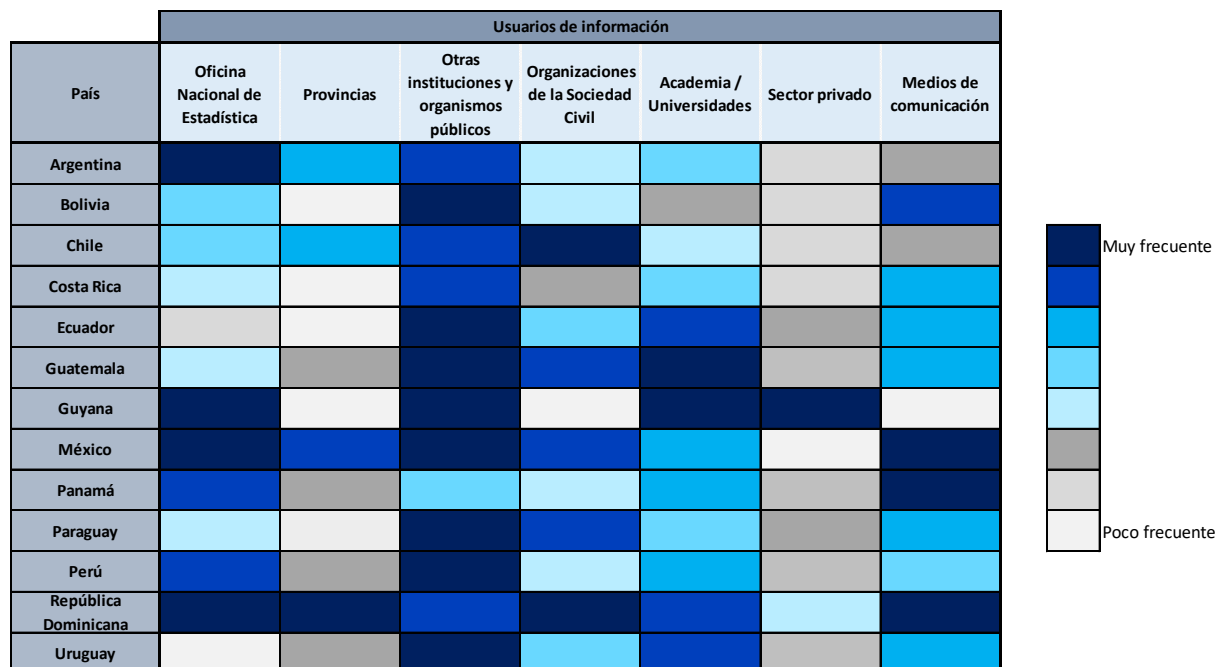 Usuarios de información
País
Oficina
Nacional de
Estadística
Provincias
Otras
instituciones y
organismos
públicos
Organizaciones
de la Sociedad
Civil
Academia /
Universidades
Sector privado
Medios de
comunicación
Argentina
Bolivia
Chile
Costa Rica
Ecuador
Guatemala
Guyana
México
Panamá
Paraguay
Perú
República
Dominicana
Uruguay
Muy frecuente
Poco frecuente